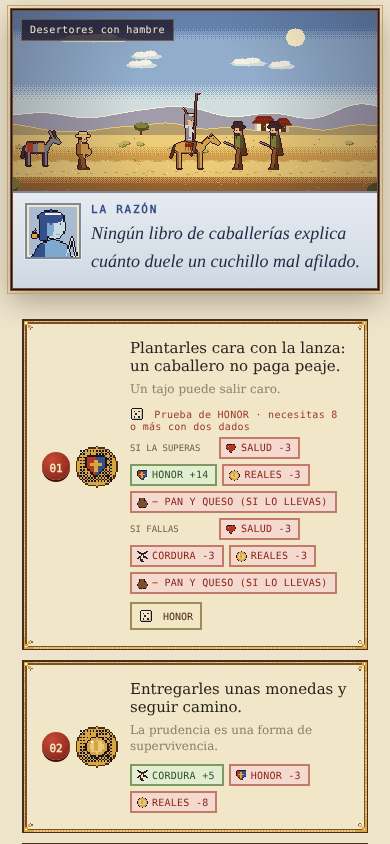 Desertores con hambre
LA RAZÓN
Ningún libro de caballerías explica
cuánto duele un cuchillo mal afilado.
Plantarles cara con la lanza:
un caballero no paga peaje.
Un tajo puede salir caro.
Prueba de HONOR · necesitas 8
o más con dos dados
SI LA SUPERAS
SALUD -3
HONOR +14
REALES -3
— PAN Y QUESO (SI LO LLEVAS)
SI FALLAS
SALUD -3
CORDURA -3
REALES -3
— PAN Y QUESO (SI LO LLEVAS)
HONOR
01
Entregarles unas monedas y
seguir camino.
La prudencia es una forma de
supervivencia.
CORDURA +5
HONOR -3
REALES -8
02